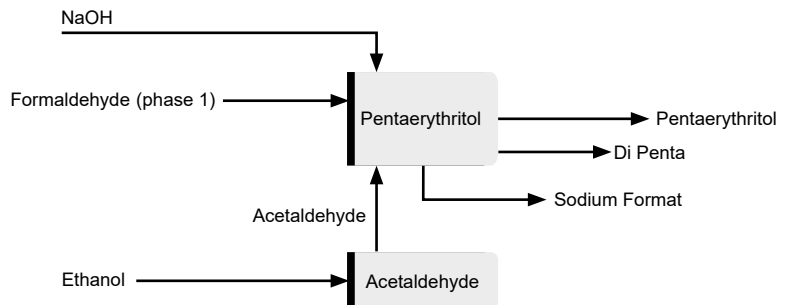 NaOH
Formaldehyde (phase 1)
Pentaerythritol
Pentaerythritol
Di Penta
Sodium Format
Acetaldehyde
Ethanol
Acetaldehyde